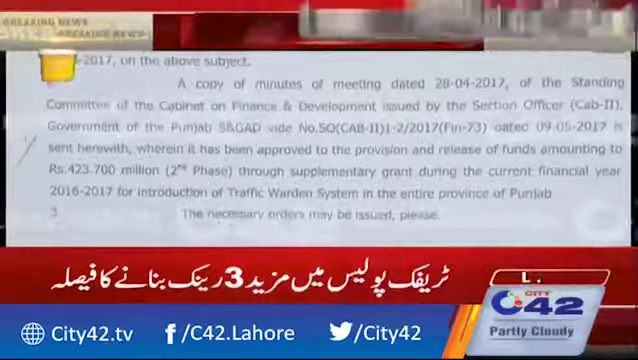 BREAKING NEWS
BREAKING NEWS
-2017, on the above subject.
A copy of minutes of meeting dated 28-04-2017, of the Standing
Committee of the Cabinet on Finance & Development issued by the Section Officer (Cab-II),
Government of the Punjab S&GAD vide No.SO(CAB-II)1-2/2017(Fin-73) dated 09-05-2017 is
sent herewith, wherein it has been approved to the provision and release of funds amounting to
Rs.423.700 million (2nd Phase) through supplementary grant during the current financial year
2016-2017 for introduction of Traffic Warden System in the entire province of Punjab
3. The necessary orders may be issued, please.
ٹریفک پولیس میں مزید 3 رینک بنانے کا فیصلہ
CITY
42
Partly Cloudy
City42.tv
/C42.Lahore
/City42